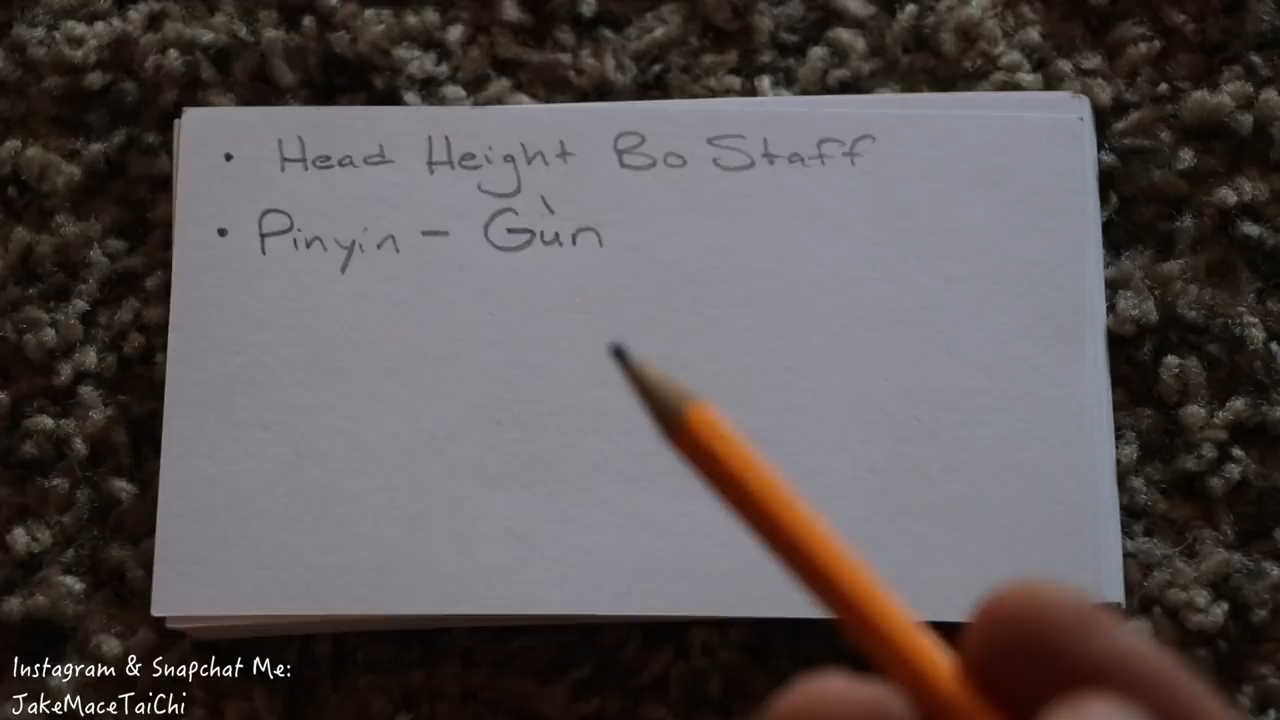 • Head Height Bo Staff
• Pinyin - Gùn
Instagram & Snapchat Me:
JakeMaceTaiChi